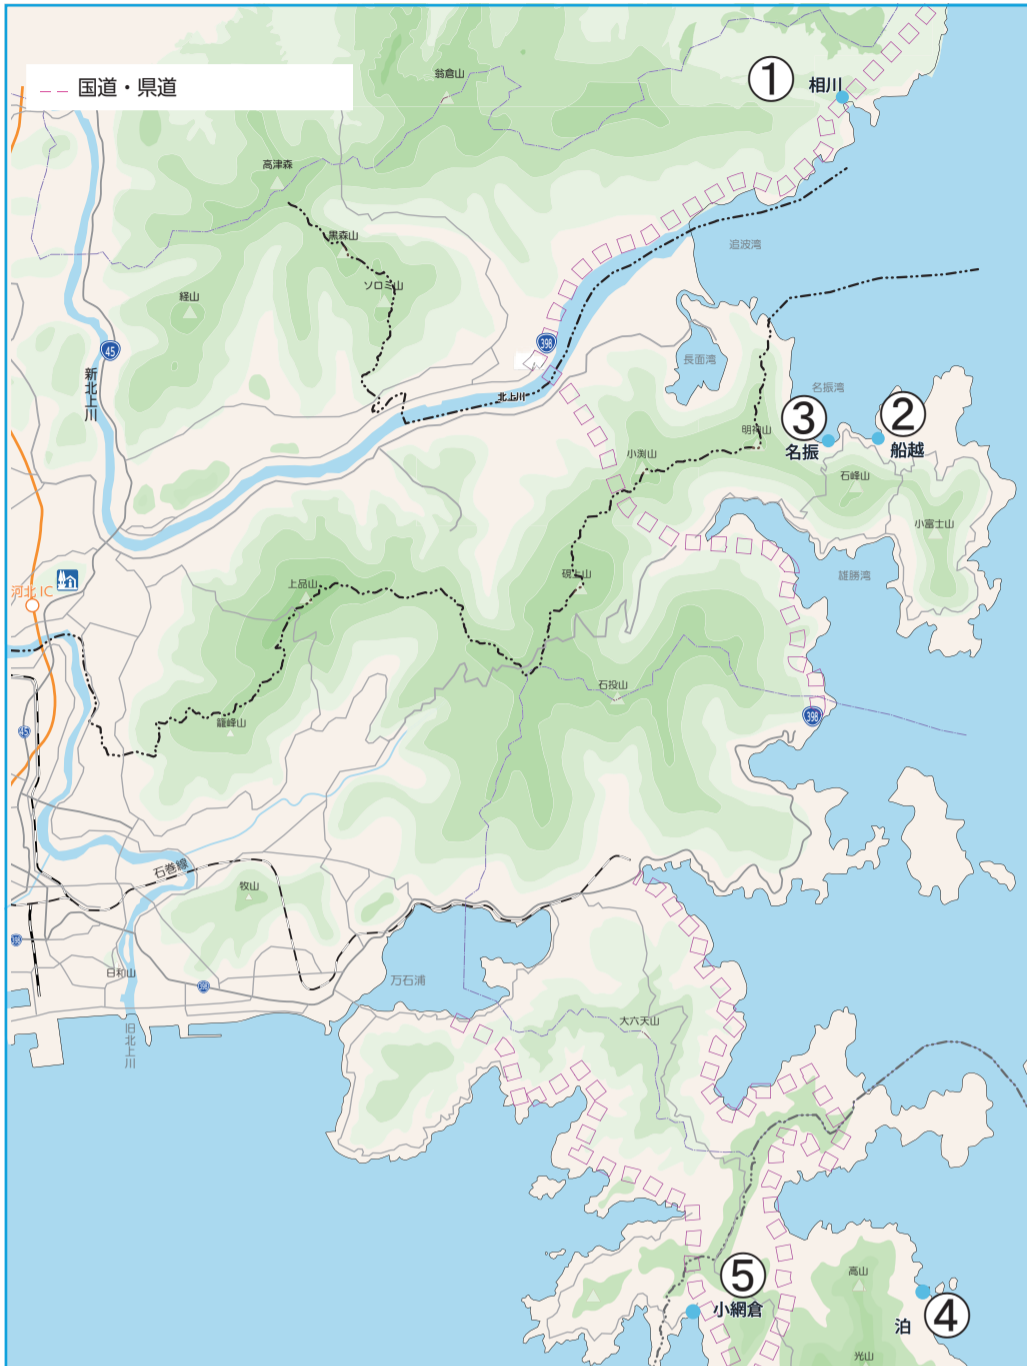 国道・県道
翁倉山
①
相川
高津森
黒森山
追波湾
ソロミ山
経山
398
45
新北上川
長面湾
名振湾
北上川
③
②
名振
船越
明神山
小渕山
石峰山
小富士山
硯上山
雄勝湾
上品山
河北 IC
石投山
398
籠峰山
45
石巻線
牧山
日和山
万石浦
398
旧北上川
大六天山
⑤
小網倉
高山
④
泊
光山